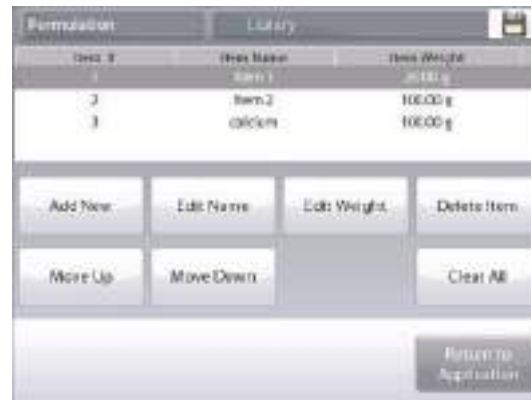 Formulation Library
Item # Item Name Item Weight
1 Item 1
2 Item 2 100.00 g
3 calcium 100.00 g
Add New Edit Name Edit Weight Delete Item
Move Up Move Down Clear All
Return to
Application